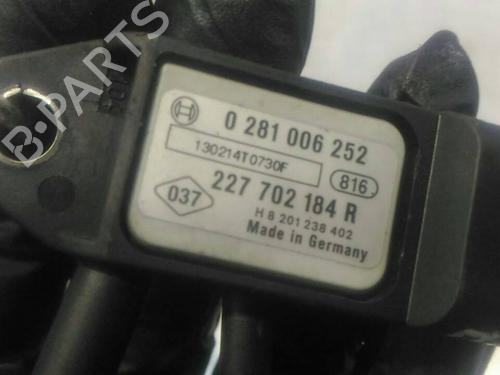 B-PARTS
0 281 006 252
130214T0730F
816
037
227 702 184 R
H 8 201 238 402
Made in Germany